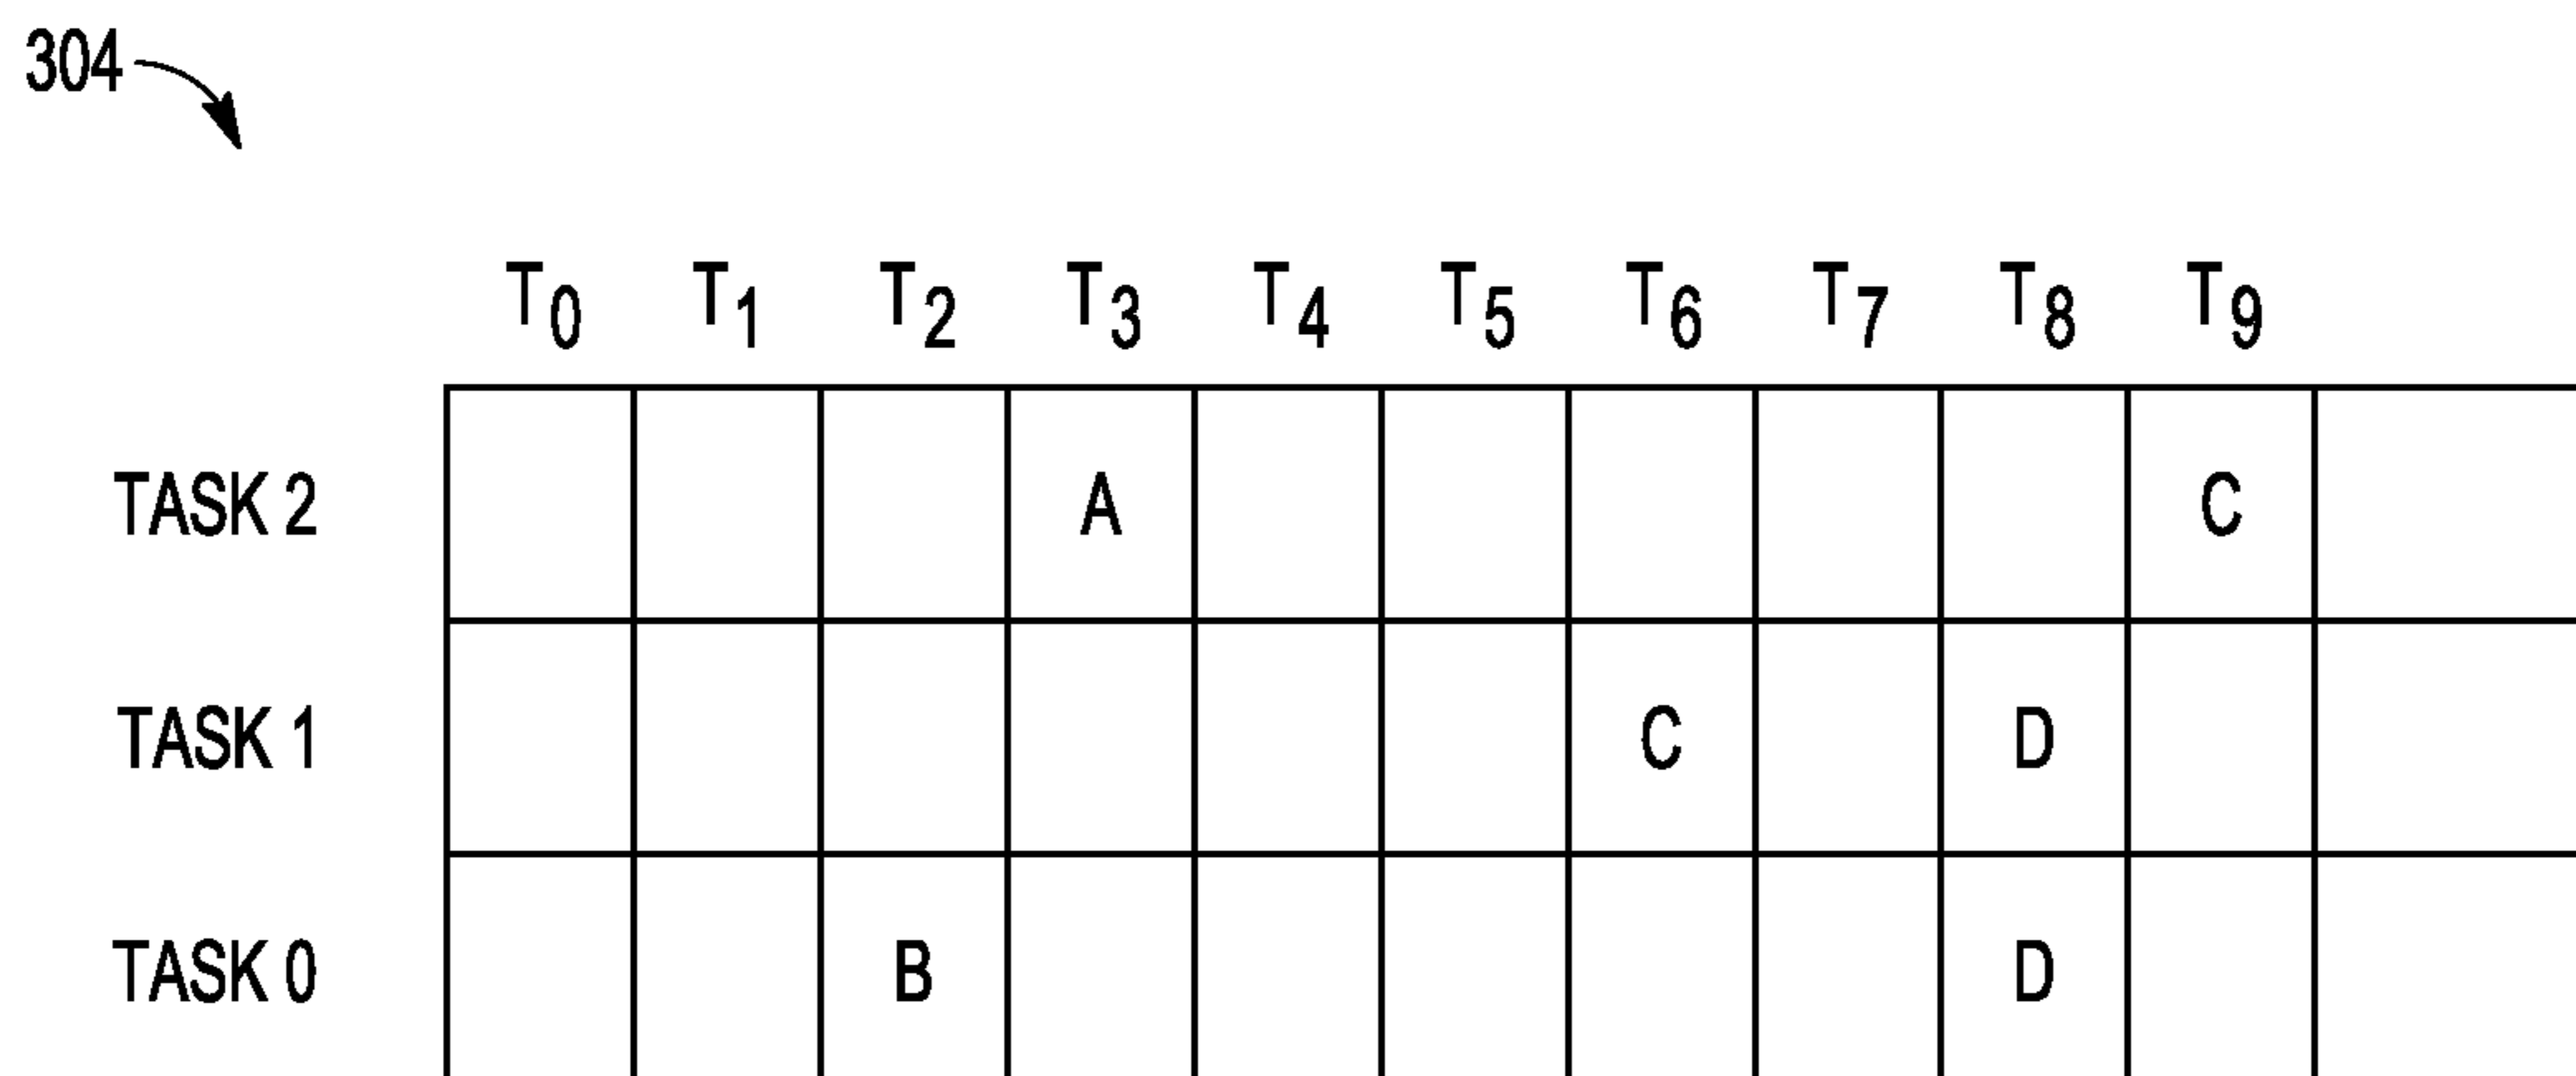 304
T0 T1 T2 T3 T4 T5 T6 T7 T8 T9
TASK 2 A C
TASK 1 C D
TASK 0 B D